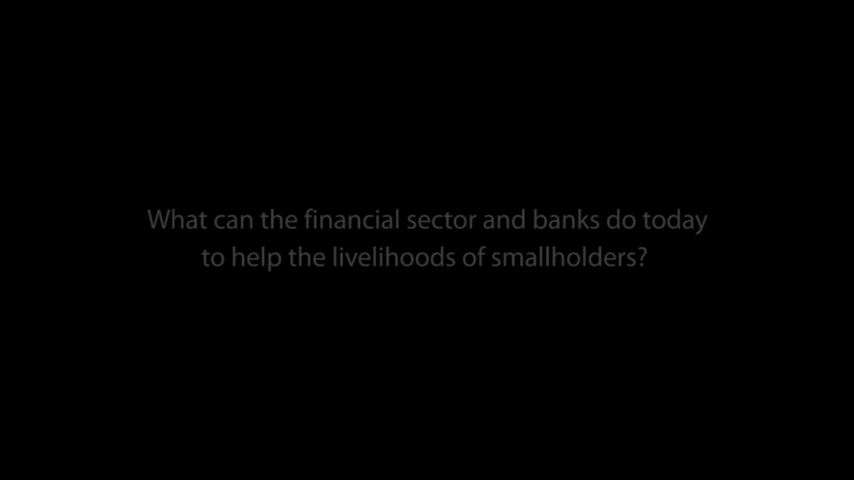 What can the financial sector and banks do today
to help the livelihoods of smallholders?